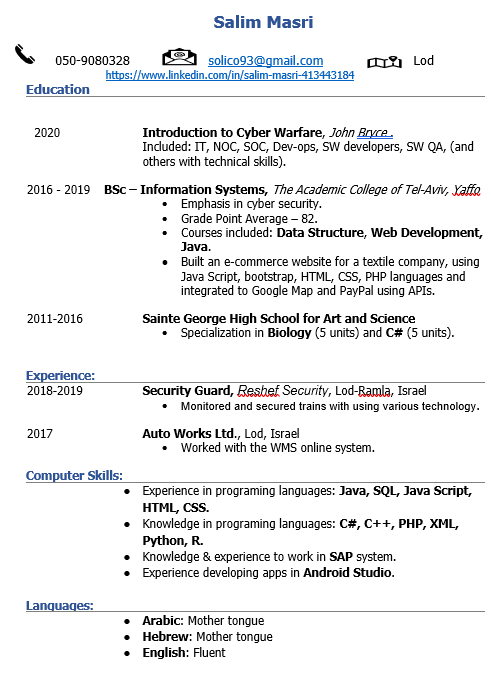 Salim Masri
050-9080328 solico93@gmail.com Lod
https://www.linkedin.com/in/salim-masri-413443184
Education
2020 Introduction to Cyber Warfare, John Bryce .
Included: IT, NOC, SOC, Dev-ops, SW developers, SW QA, (and
others with technical skills).
2016 - 2019 BSc – Information Systems, The Academic College of Tel-Aviv, Yaffo
• Emphasis in cyber security.
• Grade Point Average – 82.
• Courses included: Data Structure, Web Development,
Java.
• Built an e-commerce website for a textile company, using
Java Script, bootstrap, HTML, CSS, PHP languages and
integrated to Google Map and PayPal using APIs.
2011-2016 Sainte George High School for Art and Science
• Specialization in Biology (5 units) and C# (5 units).
Experience:
2018-2019 Security Guard, Reshef Security, Lod-Ramla, Israel
• Monitored and secured trains with using various technology.
2017 Auto Works Ltd., Lod, Israel
• Worked with the WMS online system.
Computer Skills:
• Experience in programing languages: Java, SQL, Java Script,
HTML, CSS.
• Knowledge in programing languages: C#, C++, PHP, XML,
Python, R.
• Knowledge & experience to work in SAP system.
• Experience developing apps in Android Studio.
Languages:
• Arabic: Mother tongue
• Hebrew: Mother tongue
• English: Fluent